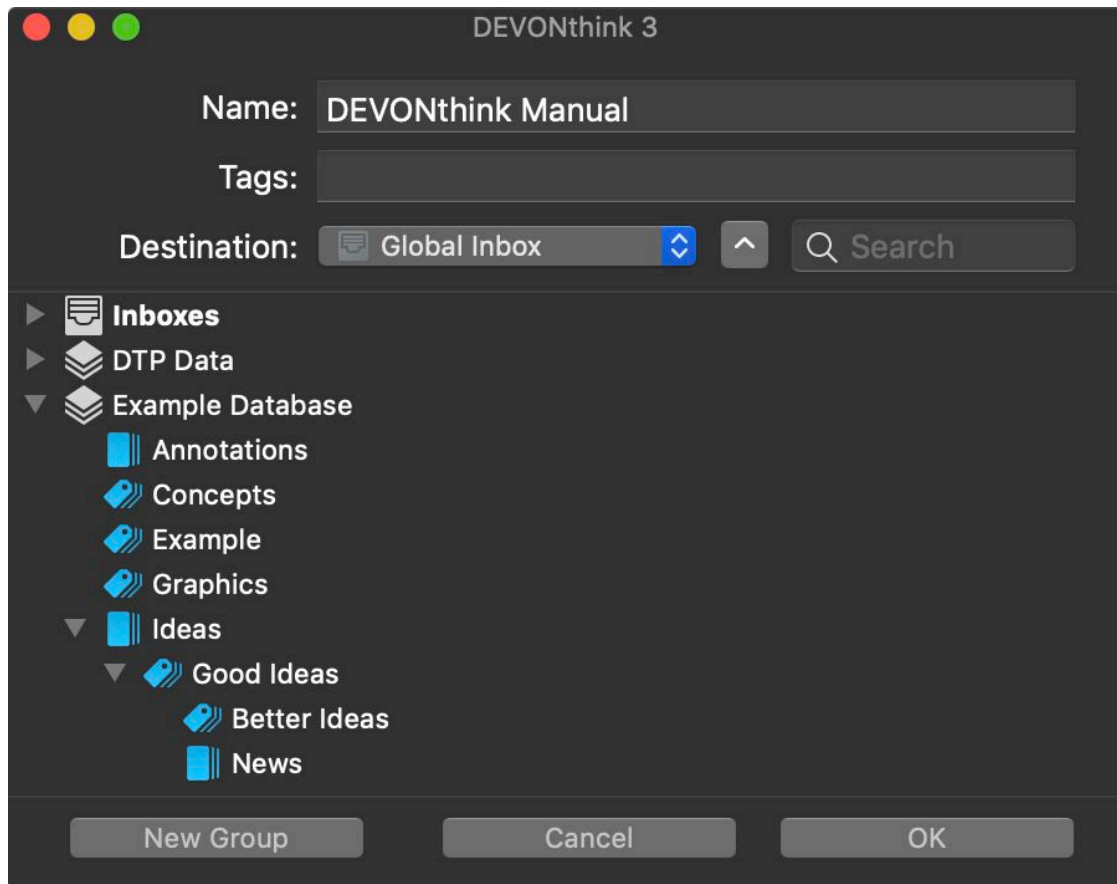 DEVONthink 3
Name: DEVONthink Manual
Tags:
Destination: Global Inbox Search
Inboxes
DTP Data
Example Database
Annotations
Concepts
Example
Graphics
Ideas
Good Ideas
Better Ideas
News
New Group Cancel OK